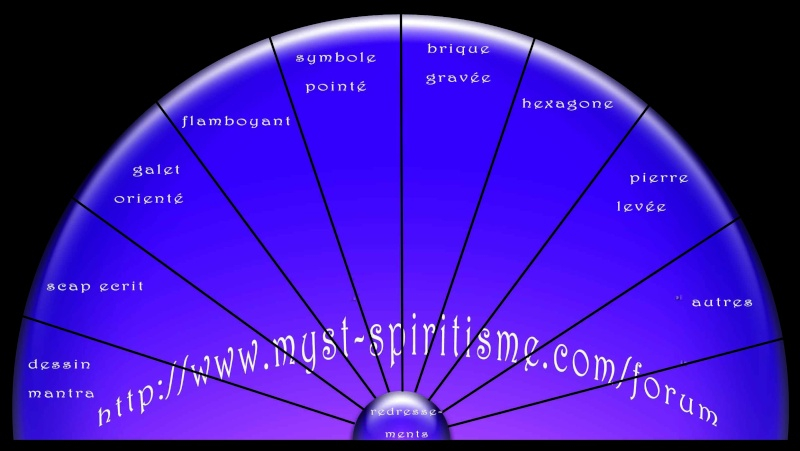 dessin
mantra
scap ecrit
galet
orienté
flamboyant
symbole
pointé
brique
gravée
hexagone
pierre
levée
autres
http://www.myst-spiritisme.com/forum
redresse-
ments